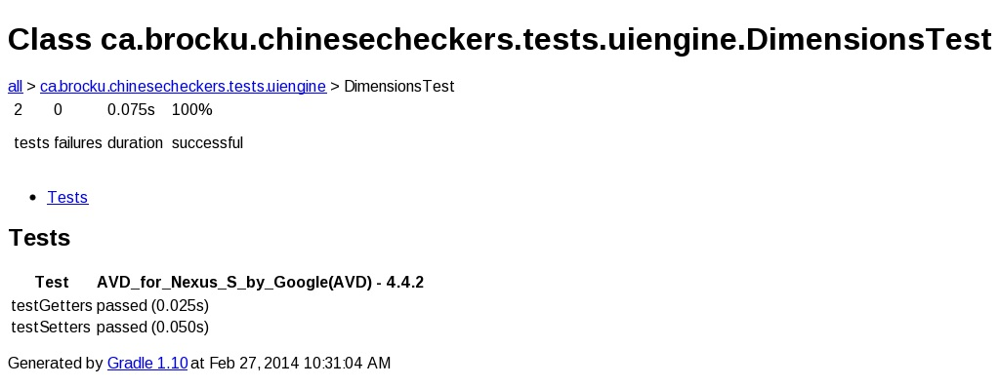 Class ca.brocku.chinesecheckers.tests.uiengine.DimensionsTest
all > ca.brocku.chinesecheckers.tests.uiengine > DimensionsTest
2 0 0.075s 100%
tests failures duration successful
• Tests
Tests
Test AVD_for_Nexus_S_by_Google(AVD) - 4.4.2
testGetters passed (0.025s)
testSetters passed (0.050s)
Generated by Gradle 1.10 at Feb 27, 2014 10:31:04 AM